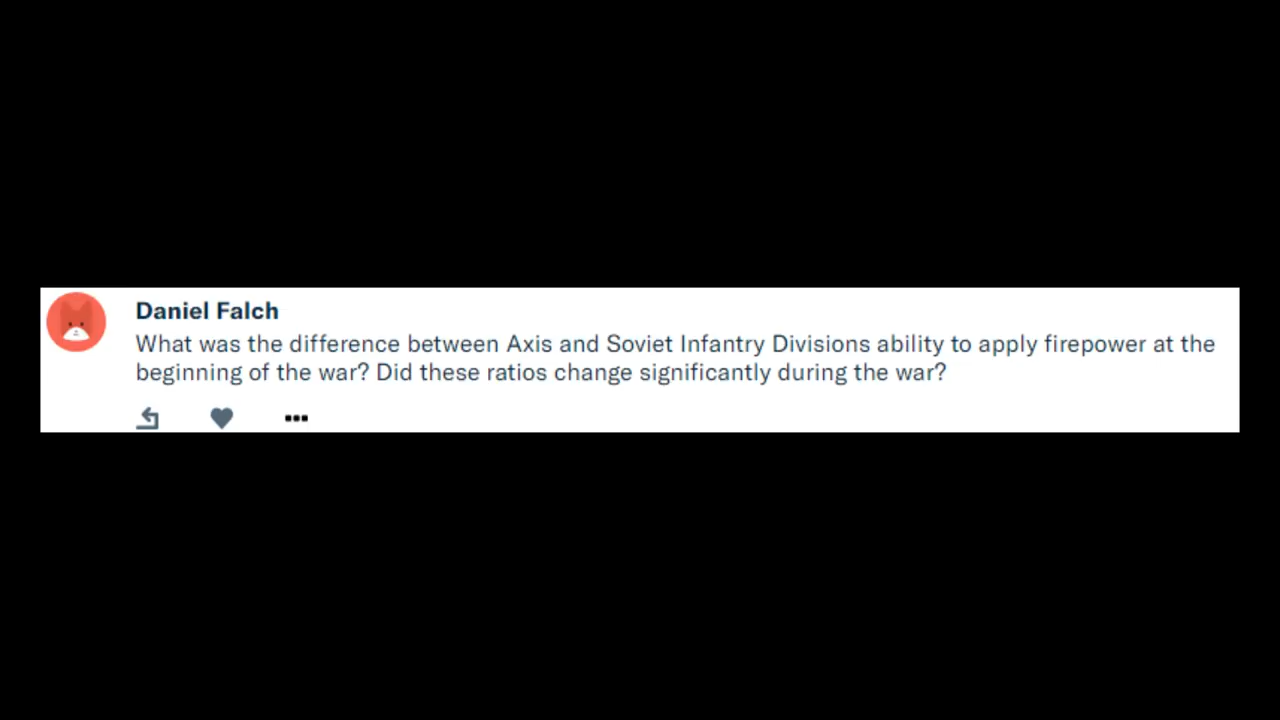 Daniel Falch
What was the difference between Axis and Soviet Infantry Divisions ability to apply firepower at the
beginning of the war? Did these ratios change significantly during the war?